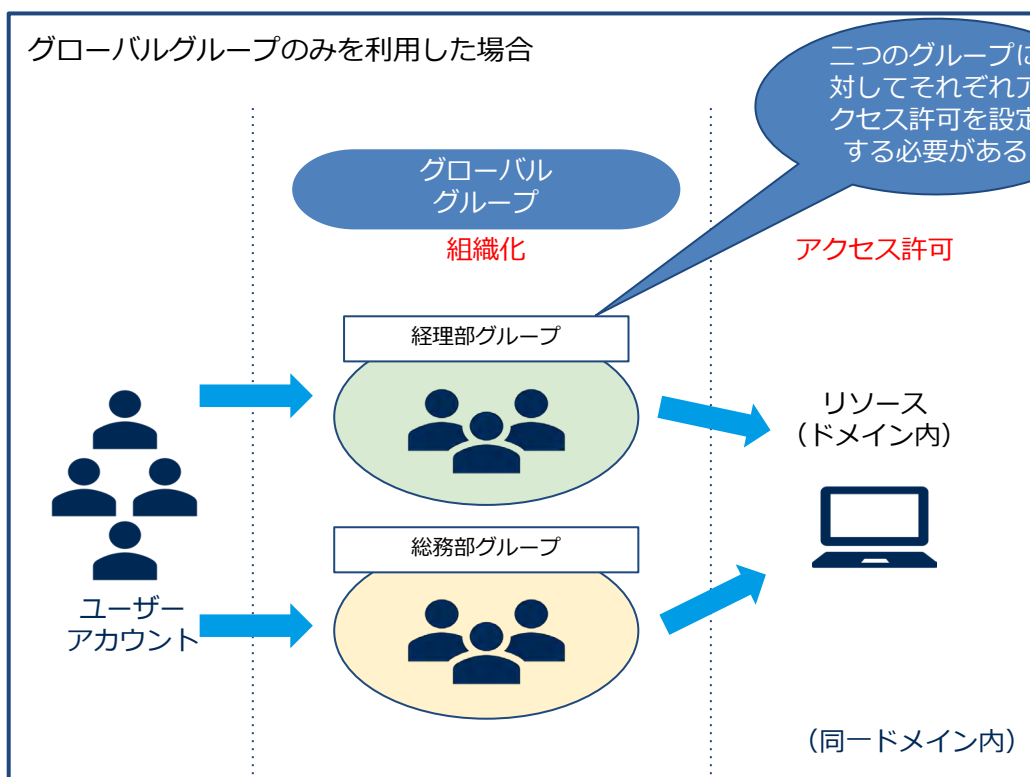 グローバルグループのみを利用した場合
二つのグループに
対してそれぞれア
クセス許可を設定
する必要がある
グローバル
グループ
組織化
アクセス許可
経理部グループ
リソース
（ドメイン内）
総務部グループ
ユーザー
アカウント
（同一ドメイン内）